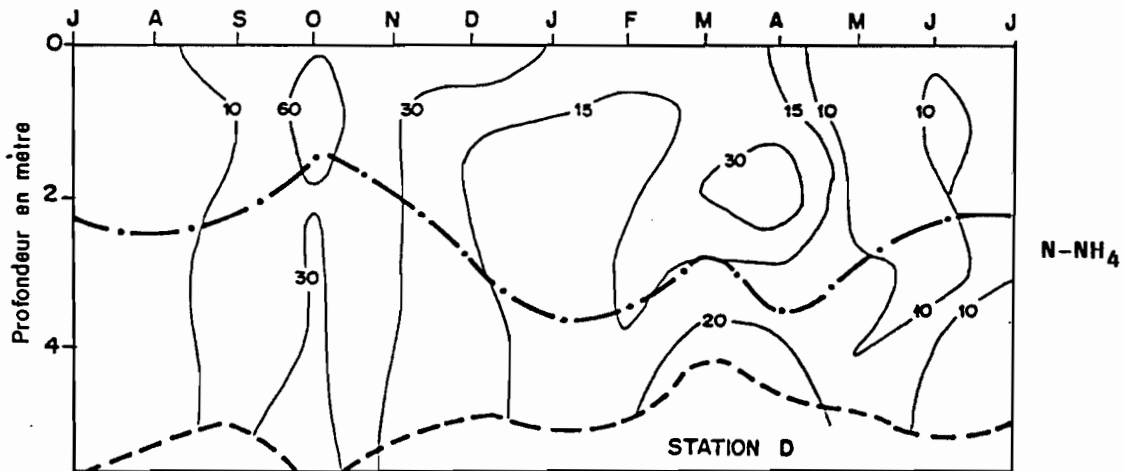 J A S O N D J F M A M J J
0
10 60 30 15 15 10 10
30
2
30
20 10 10
4
Profondeur en mètre
N-NH4
STATION D